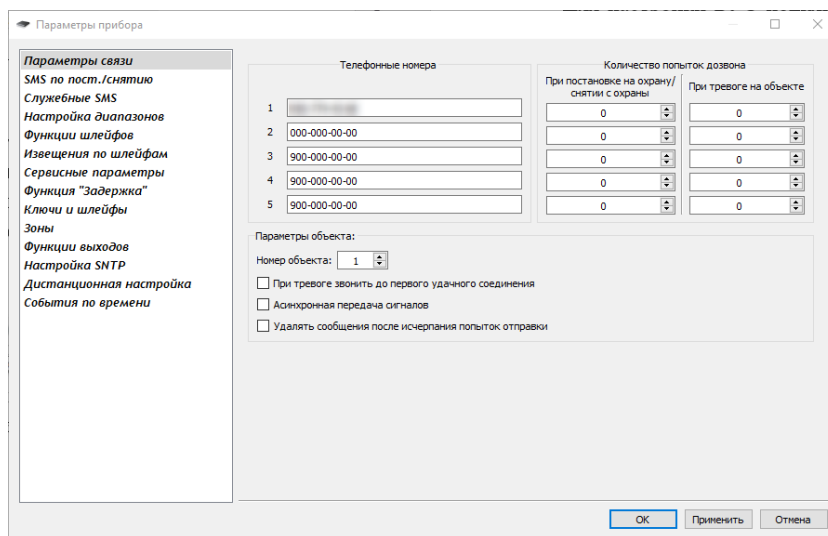 Параметры прибора
Параметры связи
SMS по пост./снятию
Служебные SMS
Настройка диапазонов
Функции шлейфов
Извещения по шлейфам
Сервисные параметры
Функция "Задержка"
Ключи и шлейфы
Зоны
Функции выходов
Настройка SNTP
Дистанционная настройка
События по времени
Телефонные номера
Количество попыток дозвона
При постановке на охрану/
снятии с охраны
При тревоге на объекте
1
0
0
2
000-000-00-00
0
0
3
900-000-00-00
0
0
4
900-000-00-00
0
0
5
900-000-00-00
0
0
Параметры объекта:
Номер объекта:
1
При тревоге звонить до первого удачного соединения
Асинхронная передача сигналов
Удалять сообщения после исчерпания попыток отправки
ОК
Применить
Отмена